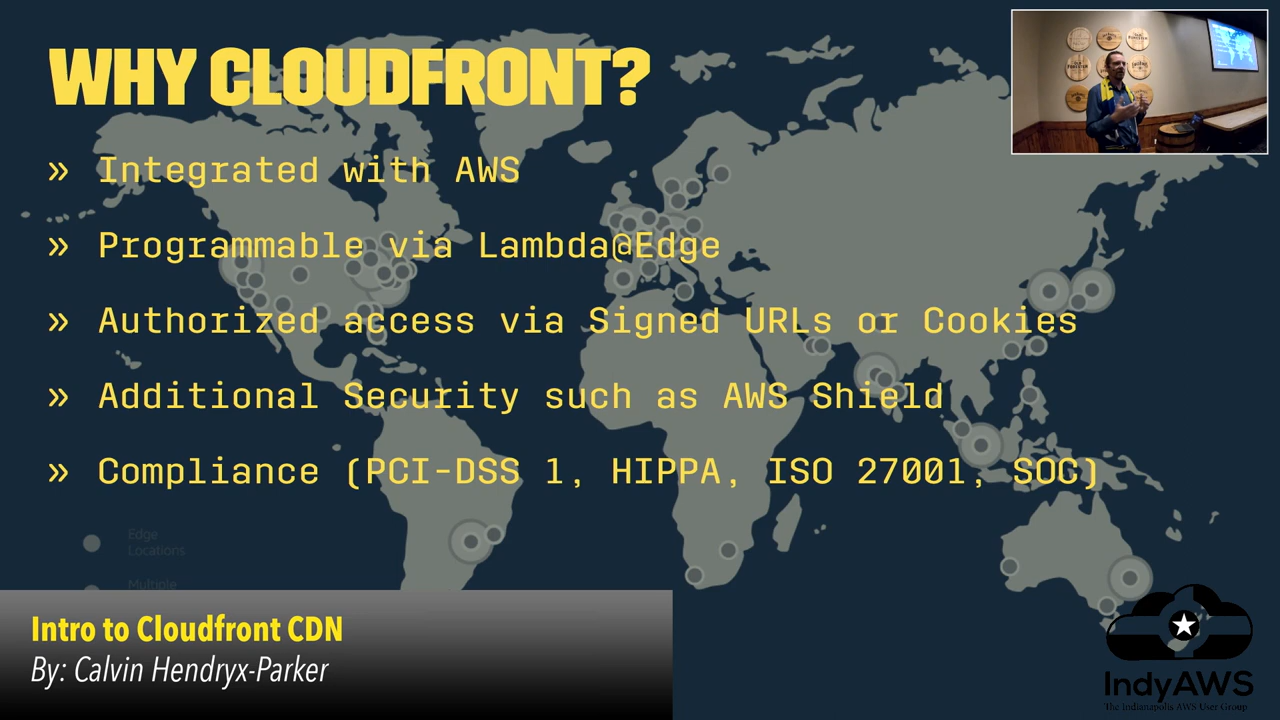 WHY CLOUDFRONT?
» Integrated with AWS
» Programmable via Lambda@Edge
» Authorized access via Signed URLs or Cookies
» Additional Security such as AWS Shield
» Compliance (PCI-DSS 1, HIPPA, ISO 27001, SOC)
Edge
Locations
Multiple
Intro to Cloudfront CDN
By: Calvin Hendryx-Parker
IndyAWS
The Indianapolis AWS User Group